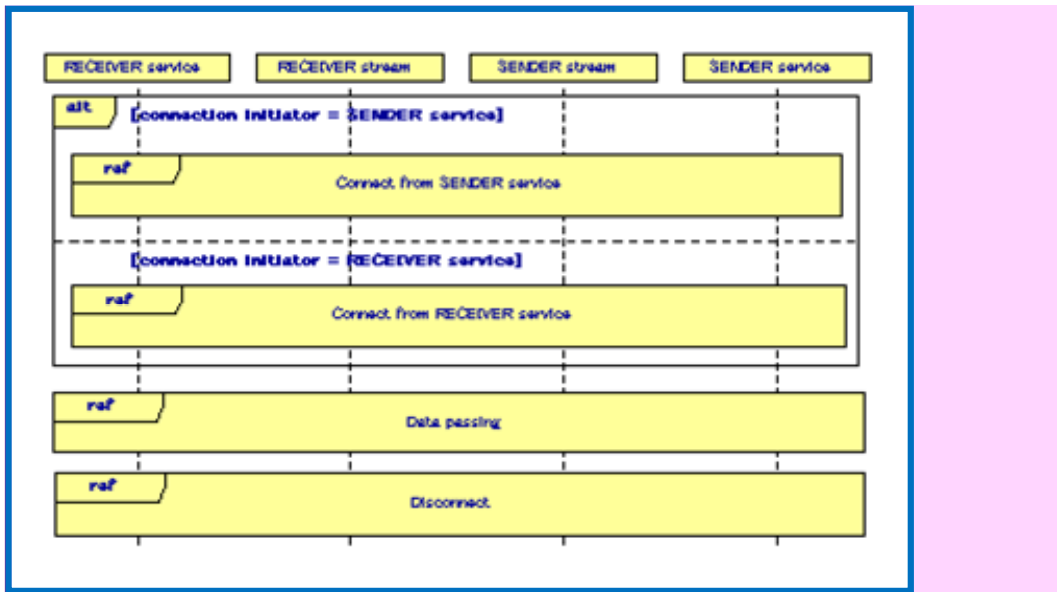 RECEIVER service
RECEIVER stream
SENDER stream
SENDER service
alt
[connection initiator = SENDER service]
ref
Connect from SENDER service
[connection initiator = RECEIVER service]
ref
Connect from RECEIVER service
ref
Data passing
ref
Disconnect